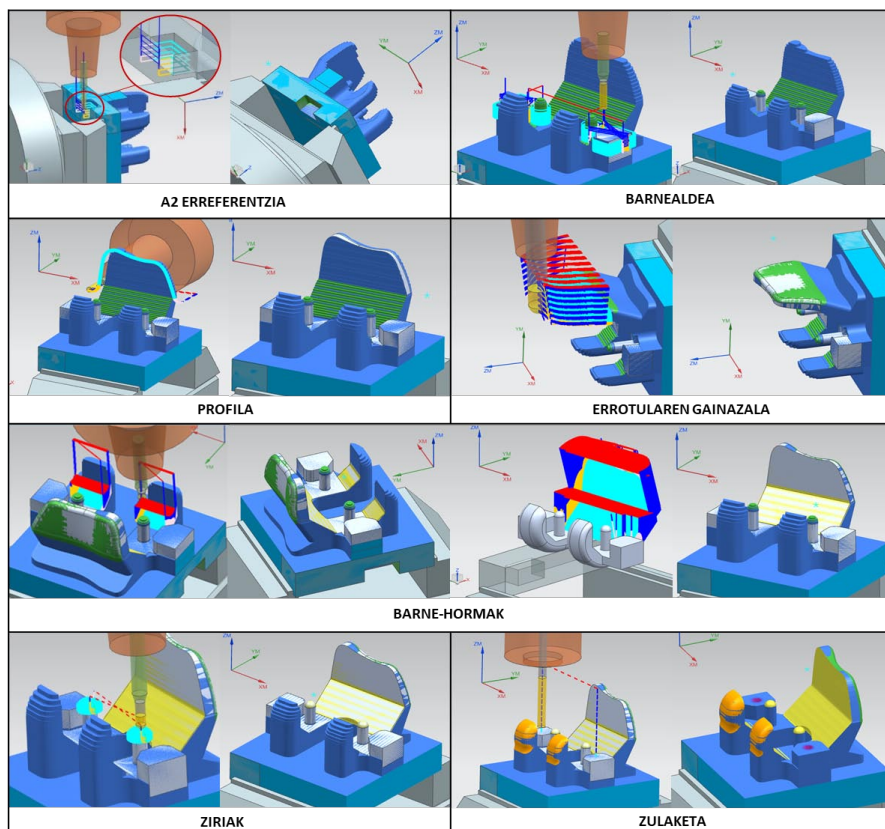 A2 ERREFERENTZIA
BARNEALDEA
PROFILA
ERROTULAREN GAINAZALA
BARNE-HORMAK
ZIRIAK
ZULAKETA